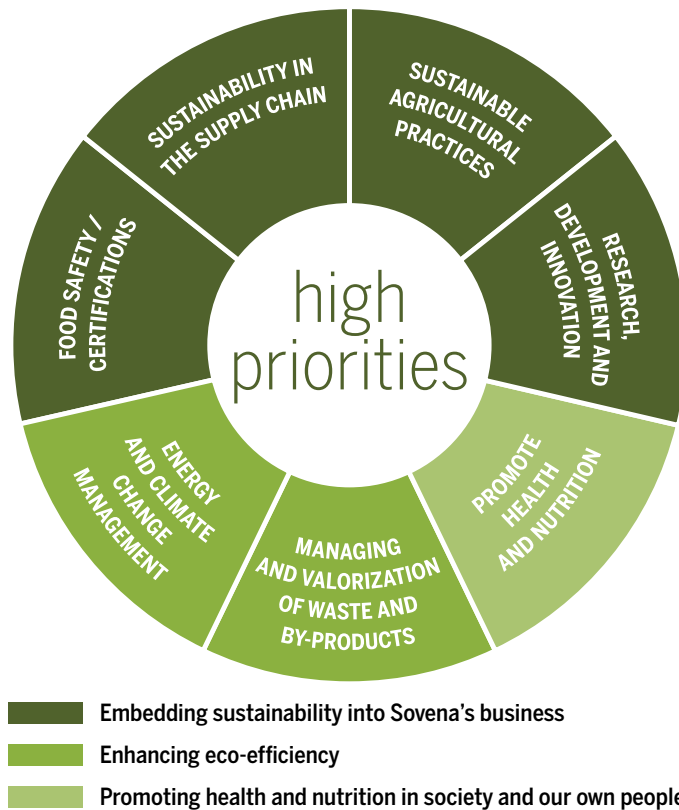 SUSTAINABILITY IN
THE SUPPLY CHAIN
SUSTAINABLE
AGRICULTURAL
PRACTICES
RESEARCH,
DEVELOPMENT AND
INNOVATION
FOOD SAFETY /
CERTIFICATIONS
high
priorities
ENERGY
AND CLIMATE
CHANGE
MANAGEMENT
MANAGING
AND VALORIZATION
OF WASTE AND
BY-PRODUCTS
PROMOTE
HEALTH
AND NUTRITION
Embedding sustainability into Sovena's business
Enhancing eco-efficiency
Promoting health and nutrition in society and our own people